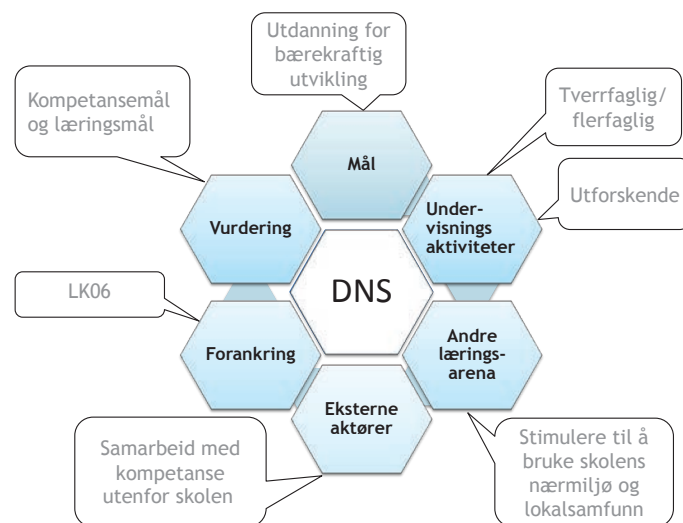 Utdanning for
bærekraftig
utvikling
Kompetansemål
og læringsmål
Tverrfaglig/
flerfaglig
Mål
Utforskende
Vurdering
Under-
visnings
aktiviteter
DNS
LK06
Forankring
Andre
lærings-
arena
Eksterne
aktører
Samarbeid med
kompetanse
utenfor skolen
Stimulere til å
bruke skolens
nærmiljø og
lokalsamfunn